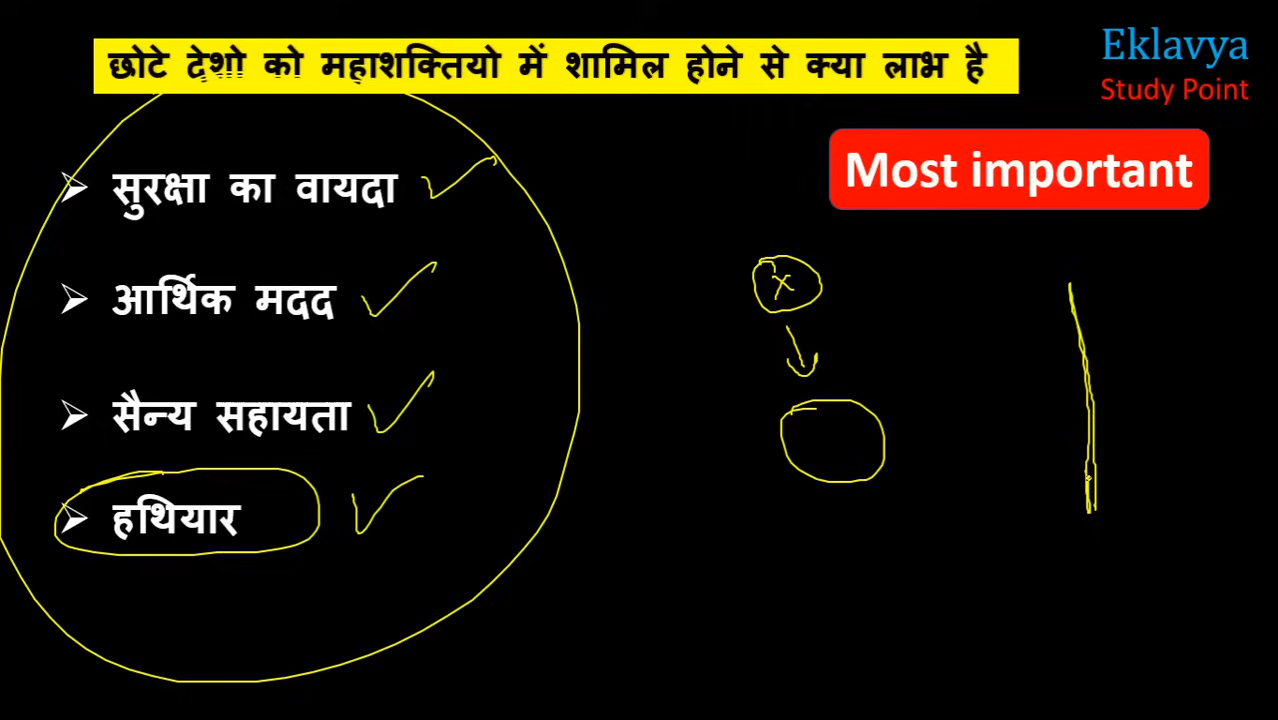 छोटे देशो को महाशक्तियो में शामिल होने से क्या लाभ है
Eklavya
Study Point
Most important
सुरक्षा का वायदा
आर्थिक मदद
सैन्य सहायता
हथियार
X